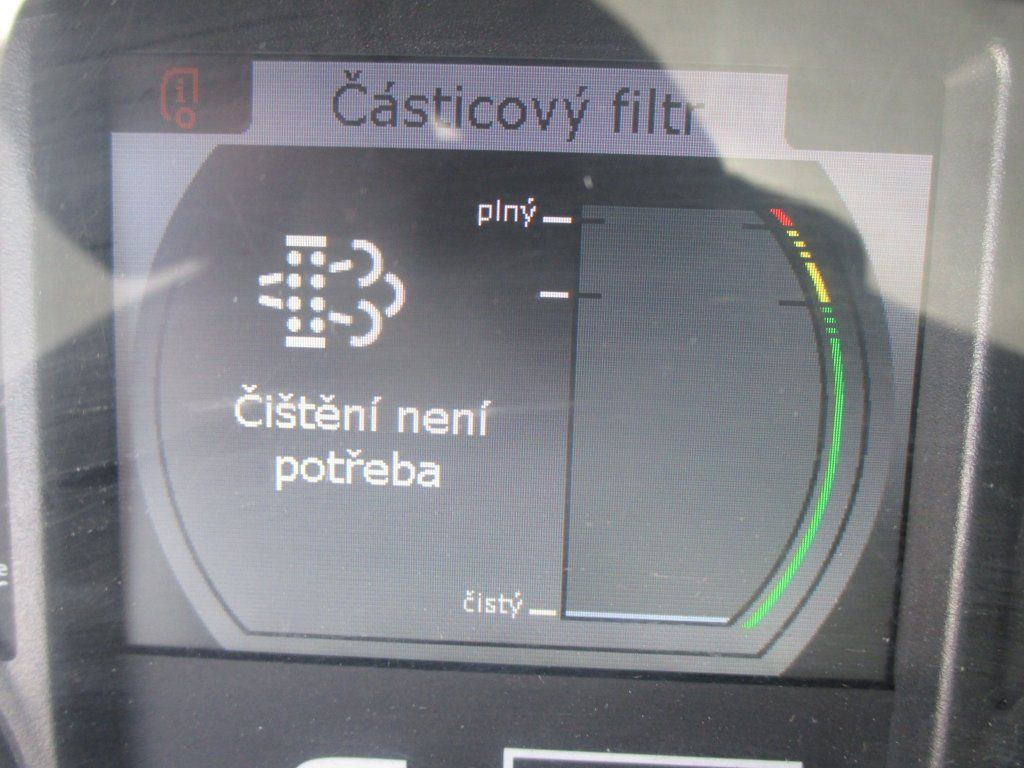 Částicový filtr
plný
Čištění není
potřeba
čistý